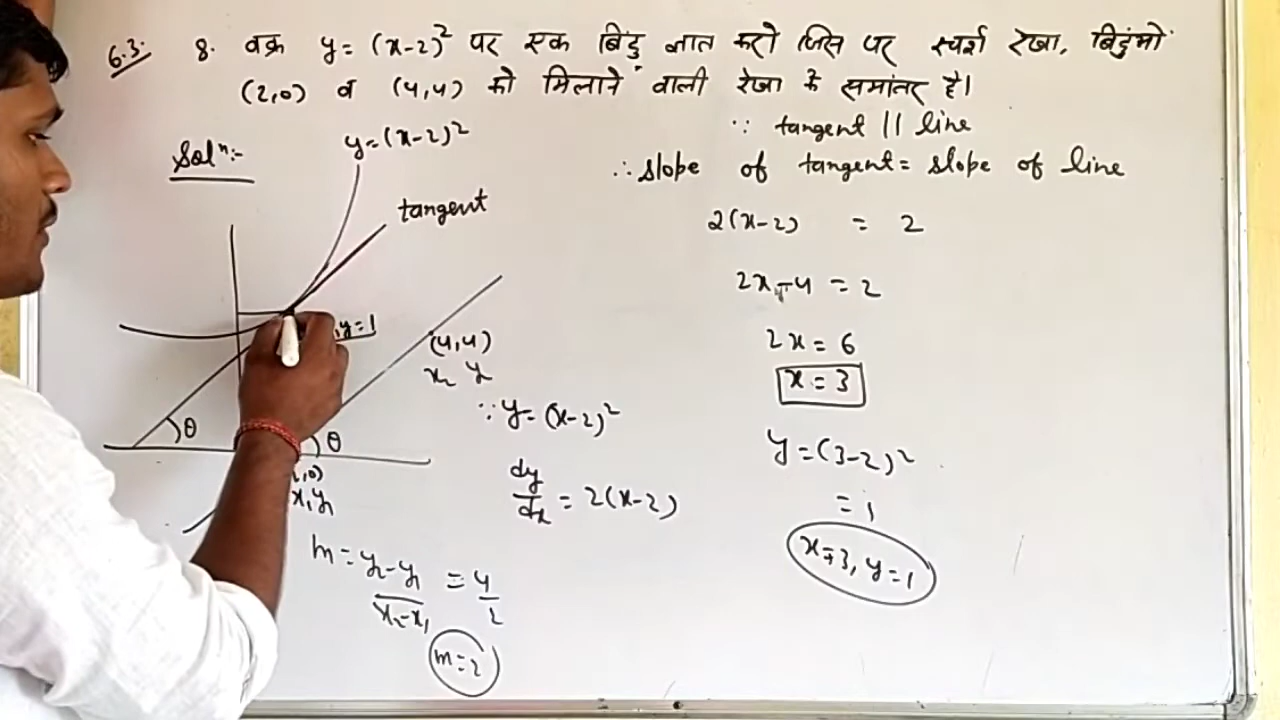 6.3. 8. वक्र y = (x-2)² पर एक बिंदु ज्ञात करो जिस पर स्पर्श रेखा, बिंदुओं
(2,0) व (4,4) को मिलाने वाली रेखा के समांतर है।
Solⁿ:-
y=(x-2)²
tangent
∵ tangent || line
∴ slope of tangent = slope of line
2(x-2) = 2
2x-4 = 2
2x = 6
x = 3
y = (3-2)²
= 1
x=3, y=1
,y=1
(4,4)
x₂ y₂
θ
θ
,0)
x₁ y₁
∵ y = (x-2)²
dy/dx = 2(x-2)
m = y₂-y₁/x₂-x₁ = 4/2
m=2